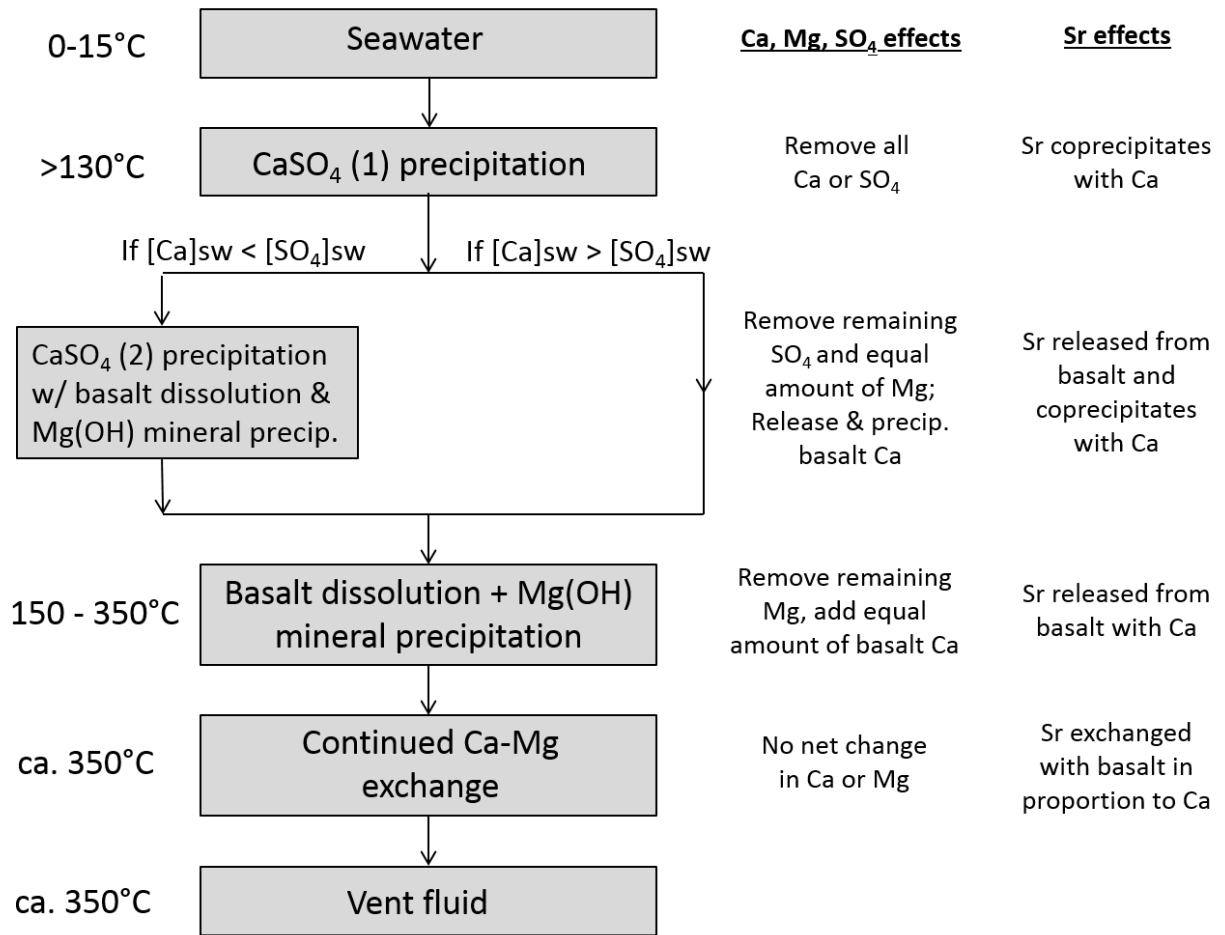 0-15°C
Seawater
Ca, Mg, SO₄ effects
Sr effects
>130°C
CaSO₄ (1) precipitation
Remove all
Ca or SO₄
Sr coprecipitates
with Ca
If [Ca]sw < [SO₄]sw
If [Ca]sw > [SO₄]sw
CaSO₄ (2) precipitation
w/ basalt dissolution &
Mg(OH) mineral precip.
Remove remaining
SO₄ and equal
amount of Mg;
Release & precip.
basalt Ca
Sr released from
basalt and
coprecipitates
with Ca
150 - 350°C
Basalt dissolution + Mg(OH)
mineral precipitation
Remove remaining
Mg, add equal
amount of basalt Ca
Sr released from
basalt with Ca
ca. 350°C
Continued Ca-Mg
exchange
No net change
in Ca or Mg
Sr exchanged
with basalt in
proportion to Ca
ca. 350°C
Vent fluid